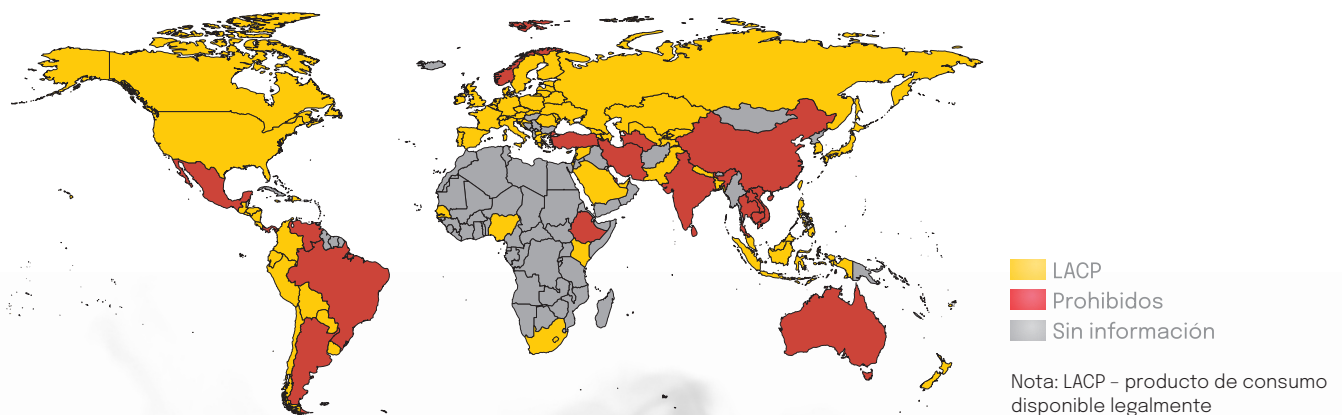 LACP
Prohibidos
Sin información
Nota: LACP – producto de consumo
disponible legalmente